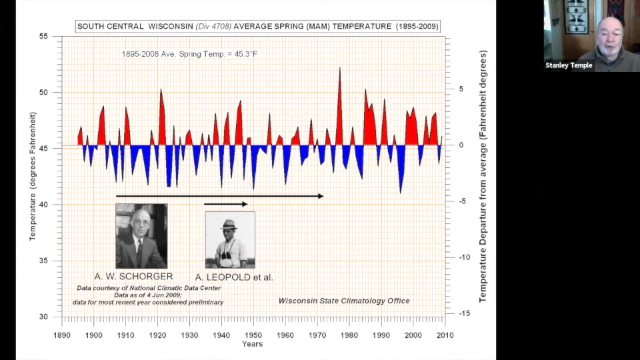 SOUTH CENTRAL WISCONSIN (Div 4708) AVERAGE SPRING (MAM) TEMPERATURE (1895-2009)
1895-2008 Ave. Spring Temp. = 45.3°F
Temperature (degrees Fahrenheit)
55
50
45
40
35
30
Temperature Departure from average (Fahrenheit degrees)
5
0
-5
-10
-15
A. W. SCHORGER
A. LEOPOLD et al.
Data courtesy of National Climatic Data Center
Data as of 4 Jun 2009;
data for most recent year considered preliminary
Wisconsin State Climatology Office
1890 1900 1910 1920 1930 1940 1950 1960 1970 1980 1990 2000 2010
Years
Stanley Temple